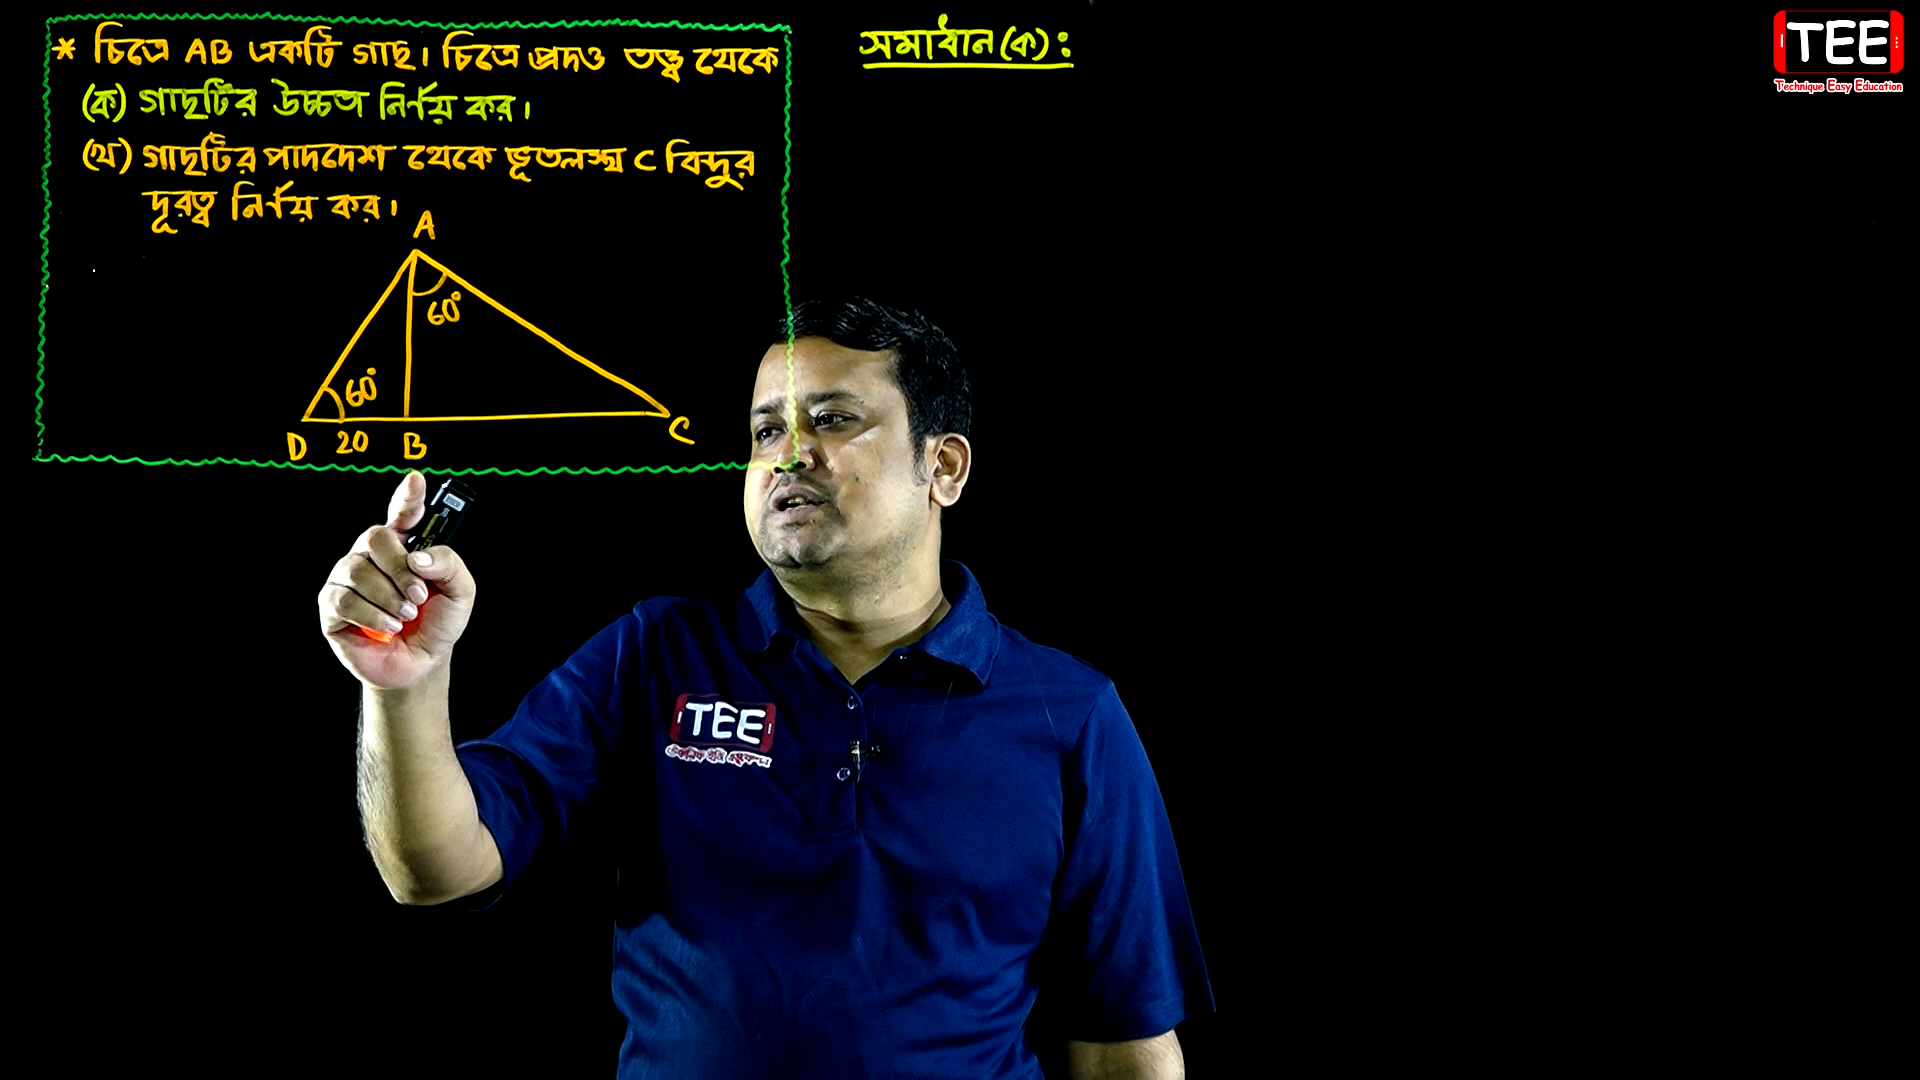 * চিত্রে AB একটি গাছ। চিত্রে প্রদত্ত তত্ত্ব থেকে
(ক) গাছটির উচ্চতা নির্ণয় কর।
(খ) গাছটির পাদদেশ থেকে ভূতলস্থ C বিন্দুর
দূরত্ব নির্ণয় কর।
A
60°
60°
D 20 B C
সমাধান (ক) :
TEE
Technique Easy Education
TEE